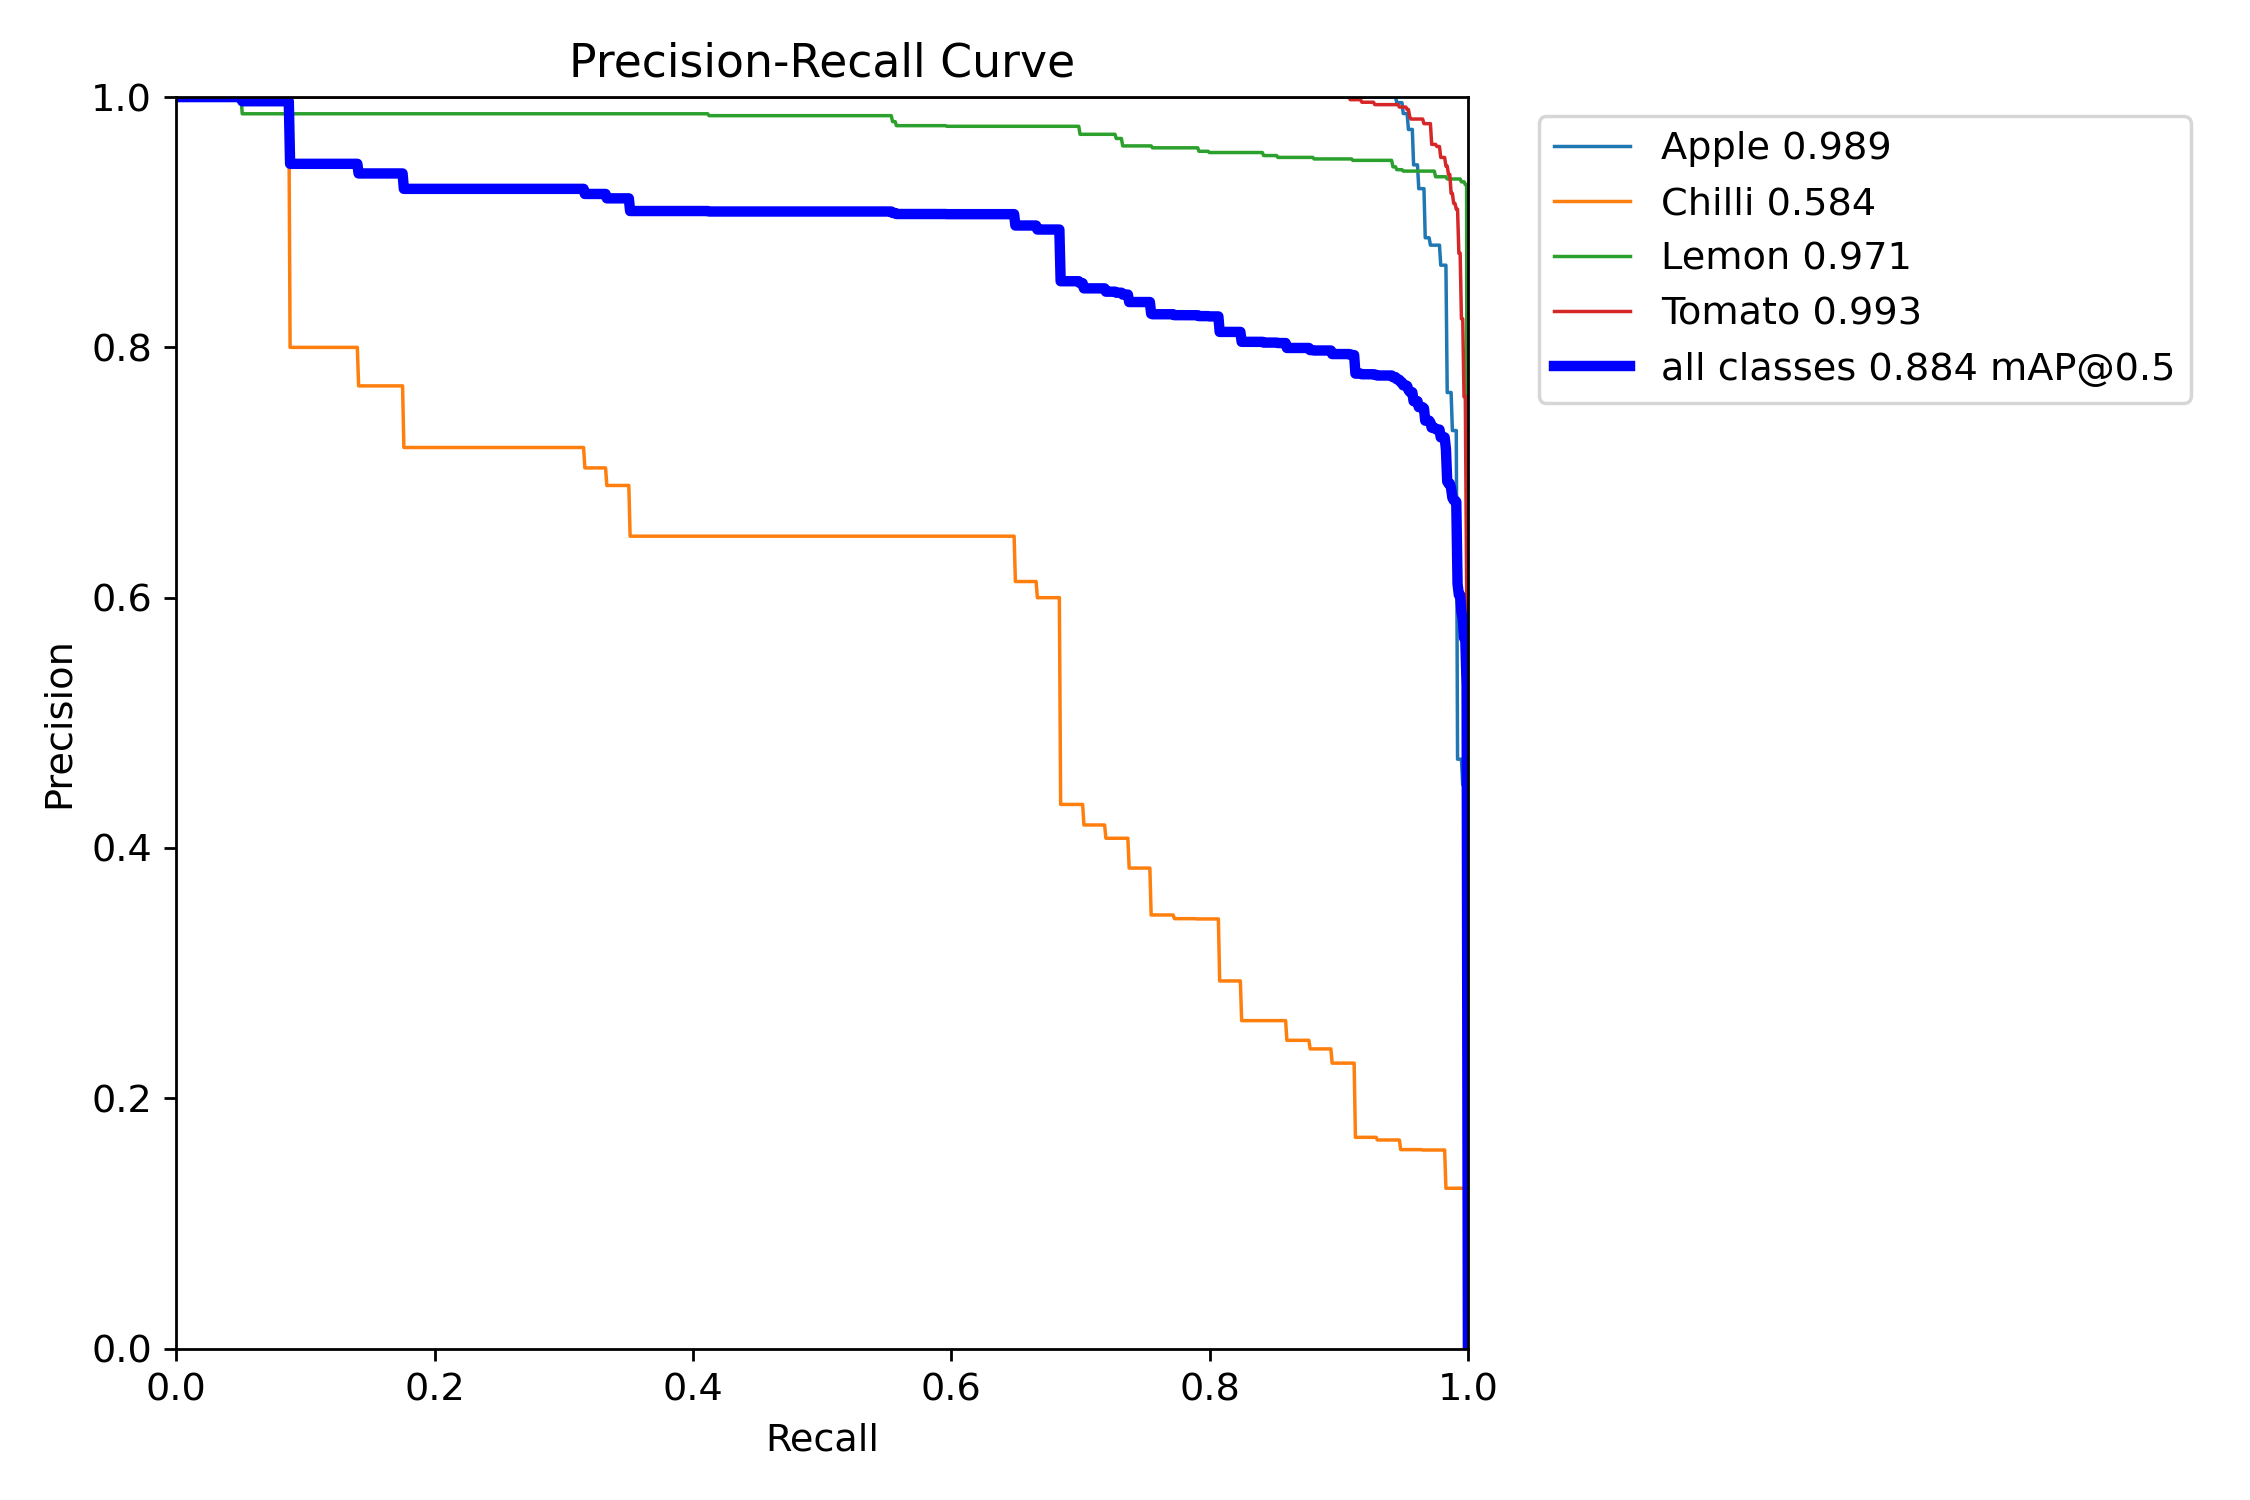 Precision-Recall Curve
1.0
0.8
0.6
0.4
0.2
0.0
Precision
0.0 0.2 0.4 0.6 0.8 1.0
Recall
Apple 0.989
Chilli 0.584
Lemon 0.971
Tomato 0.993
all classes 0.884 mAP@0.5